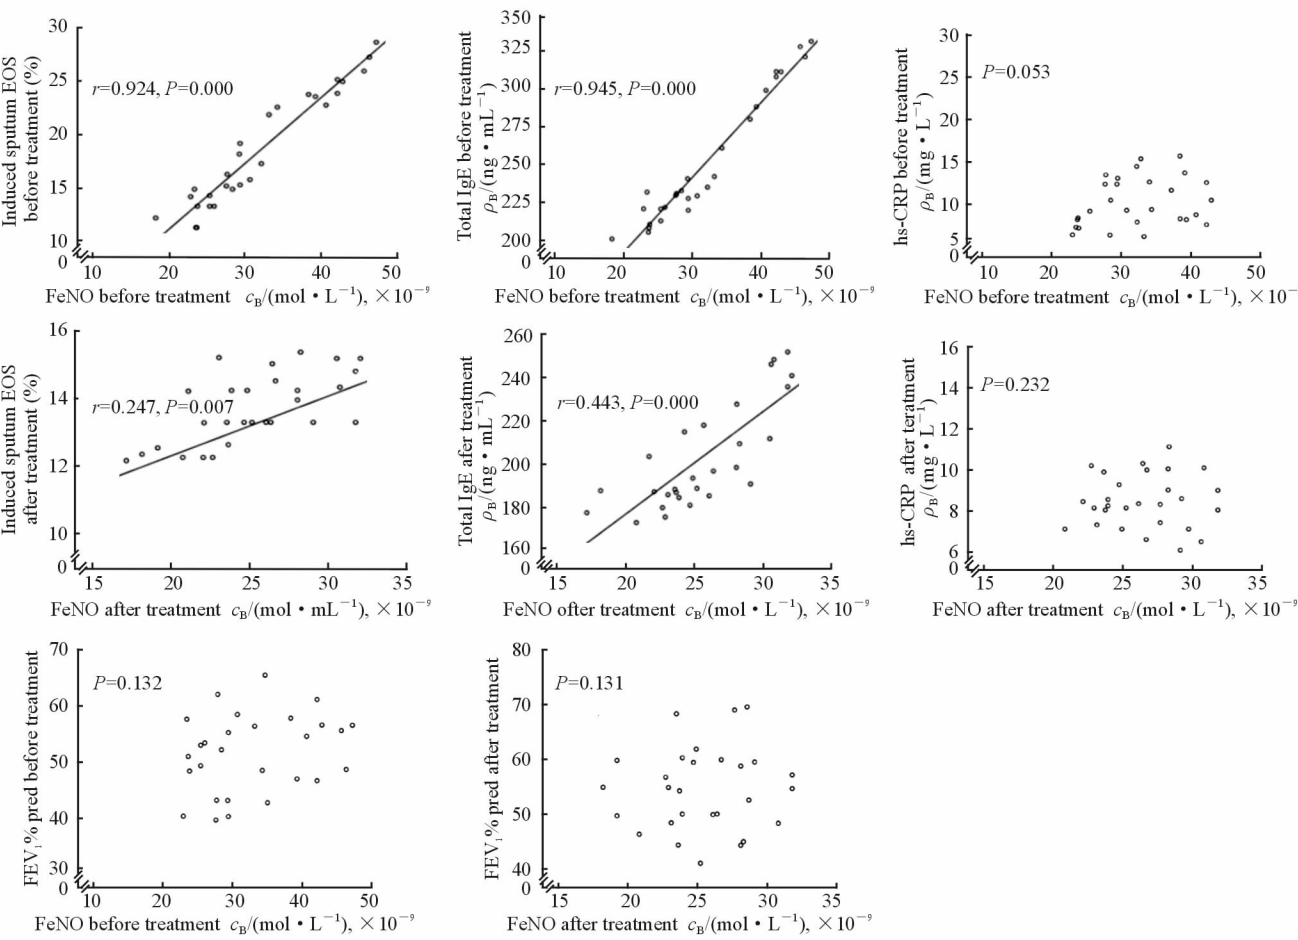 Induced sputum EOS
before treatment (%)
30
25
20
15
10
0
r=0.924, P=0.000
10 20 30 40 50
FeNO before treatment cB/(mol • L−1), ×10−9
Total IgE before treatment
ρB/(ng • mL−1)
350
325
300
275
250
225
200
0
r=0.945, P=0.000
10 20 30 40 50
FeNO before treatment cB/(mol • L−1), ×10−9
hs-CRP before treatment
ρB/(mg • L−1)
30
30
25
20
15
10
5
0
P=0.053
10 20 30 40 50
FeNO before treatment cB/(mol • L−1), ×10−
Induced sputum EOS
after treatment (%)
16
14
12
10
0
r=0.247, P=0.007
15 20 25 30 35
FeNO after treatment cB/(mol • mL−1), ×10−9
Total IgE afer treatment
ρB/(ng • mL−1)
260
240
220
200
180
160
0
r=0.443, P=0.000
15 20 25 30 35
FeNO ofter treatment cB/(mol • L−1), ×10−9
hs-CRP after teratment
ρB/(mg • L−1)
16
14
12
10
8
6
0
P=0.232
15 20 25 30 35
FeNO after treatment cB/(mol • L−1), ×10−9
FEV1% pred before treatment
70
60
50
40
30
0
P=0.132
10 20 30 40 50
FeNO before treatment cB/(mol • L−1), ×10−9
FEV1% pred after treatment
80
70
60
50
40
0
P=0.131
15 20 25 30 35
FeNO after treatment cB/(mol • L−1), ×10−9